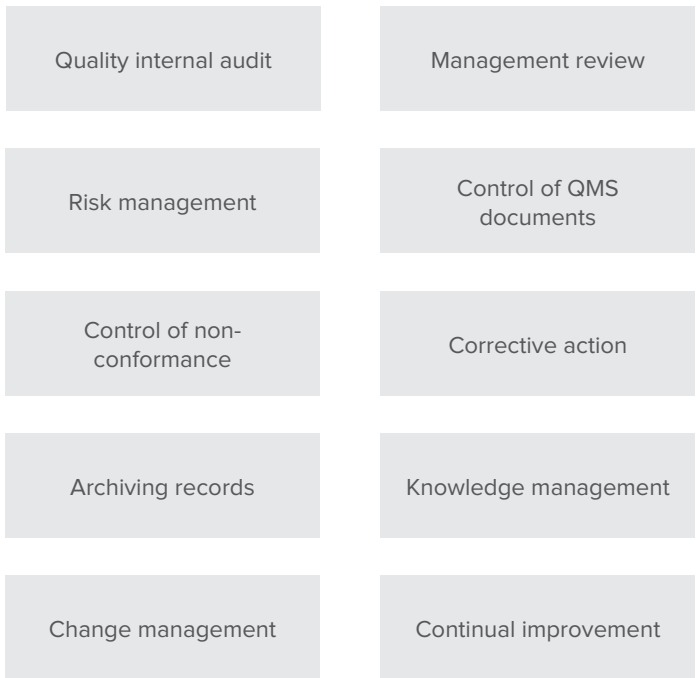 Quality internal audit
Management review
Risk management
Control of QMS
documents
Control of non-
conformance
Corrective action
Archiving records
Knowledge management
Change management
Continual improvement